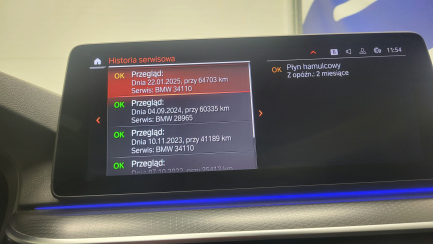 Historia serwisowa
11:54
OK Przegląd:
Dnia 22.01.2025, przy 64703 km
Serwis: BMW 34110
OK Przegląd:
Dnia 04.09.2024, przy 60335 km
Serwis: BMW 28965
OK Przegląd:
Dnia 10.11.2023, przy 41189 km
Serwis: BMW 34110
OK Przegląd:
OK Płyn hamulcowy
Z opóźn.: 2 miesiące